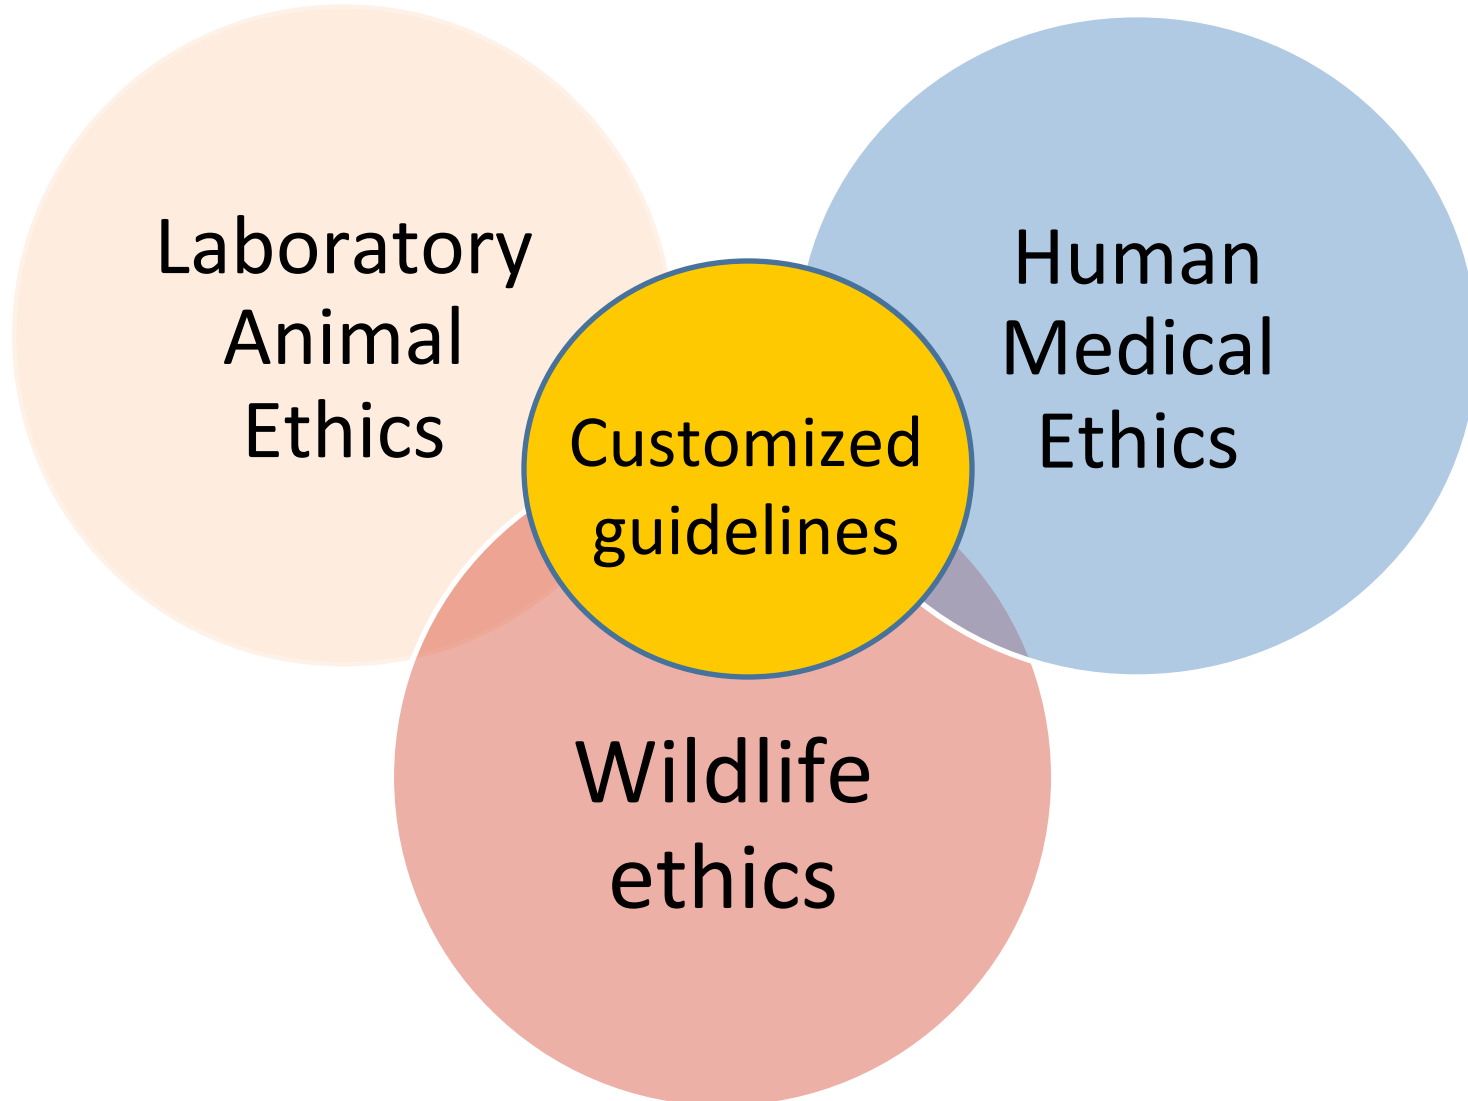 Laboratory
Animal
Ethics
Human
Medical
Ethics
Customized
guidelines
Wildlife
ethics